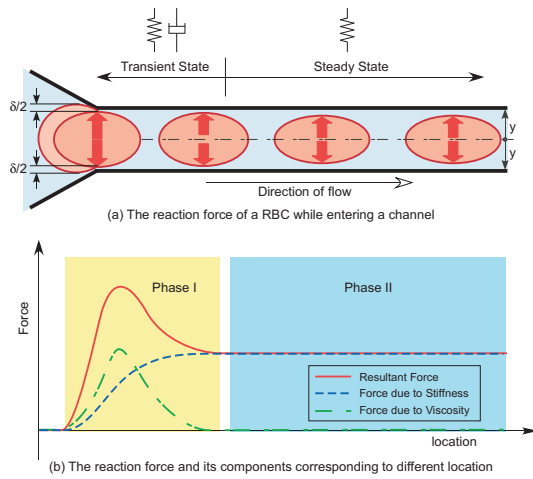 Transient State
Steady State
δ/2
δ/2
y
y
Direction of flow
(a) The reaction force of a RBC while entering a channel
Phase I
Phase II
Force
Resultant Force
Force due to Stiffness
Force due to Viscosity
location
(b) The reaction force and its components corresponding to different location